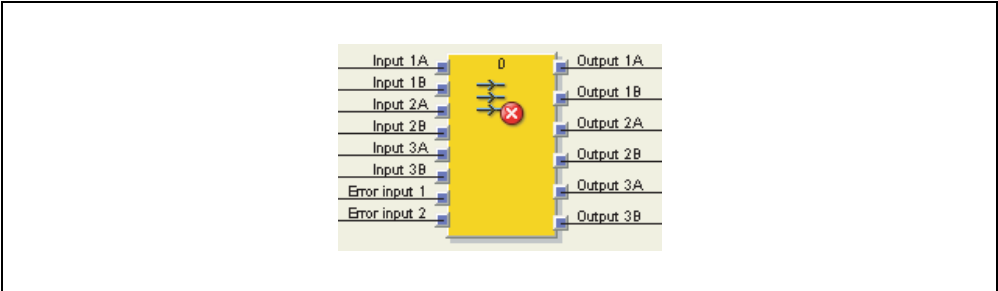 Input 1A
Input 1B
Input 2A
Input 2B
Input 3A
Input 3B
Error input 1
Error input 2
0
Output 1A
Output 1B
Output 2A
Output 2B
Output 3A
Output 3B